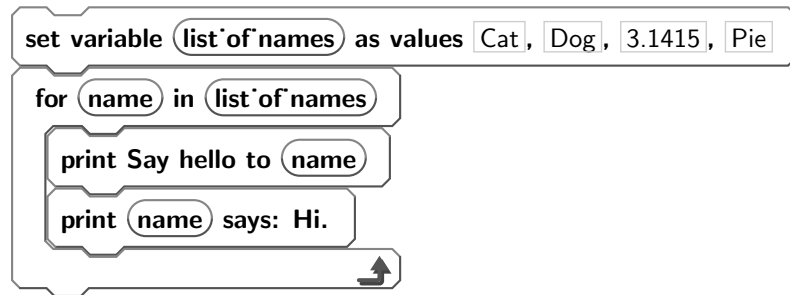 set variable list˙of˙names as values Cat, Dog, 3.1415, Pie
for name in list˙of˙names
print Say hello to name
print name says: Hi.